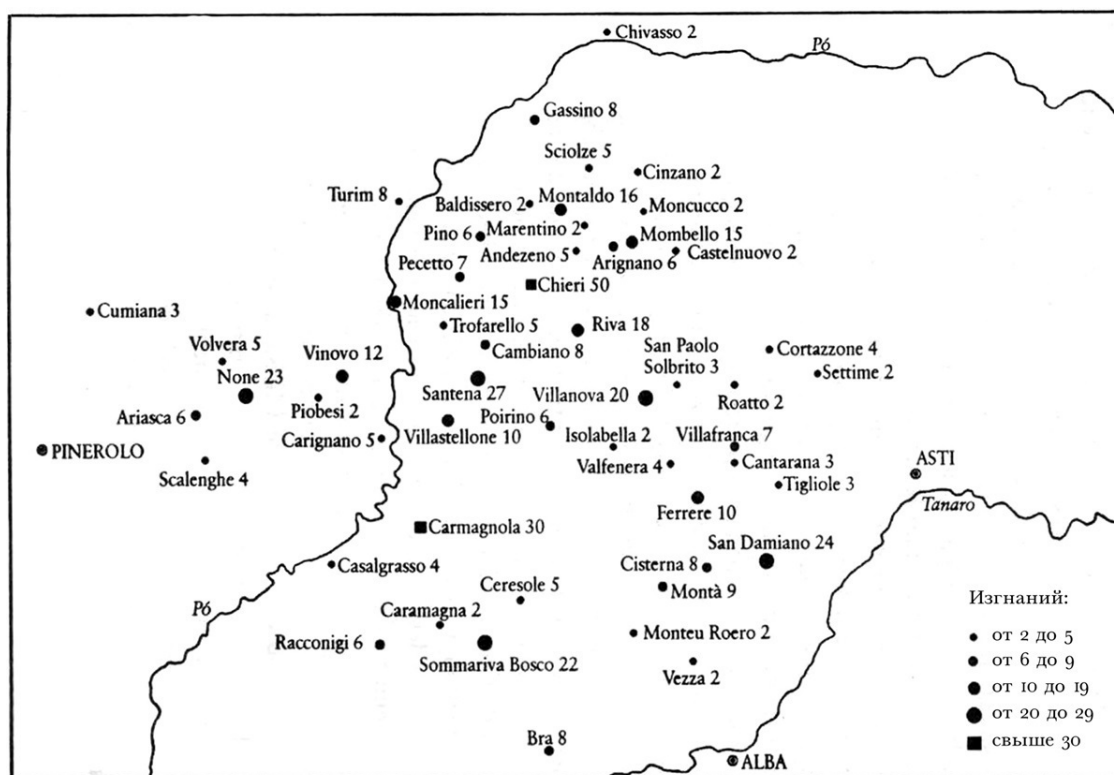 Chivasso 2
Pó
Gassino 8
Sciolze 5
Cinzano 2
Turim 8
Baldissero 2
Montaldo 16
Moncucco 2
Marentino 2
Pino 6
Mombello 15
Andezeno 5
Arignano 6
Castelnuovo 2
Pecetto 7
Chieri 50
Moncalieri 15
Cumiana 3
Trofarello 5
Riva 18
Volvera 5
Vinovo 12
Cambiano 8
San Paolo
Solbrito 3
Cortazzone 4
Settime 2
None 23
Santena 27
Villanova 20
Roatto 2
Piobesi 2
Ariasca 6
Poirino 6
Carignano 5
Villastellone 10
Isolabella 2
Villafranca 7
PINEROLO
Valfenera 4
Cantarana 3
ASTI
Scalenghe 4
Tigliole 3
Tanaro
Ferrere 10
Carmagnola 30
San Damiano 24
Casalgrasso 4
Cisterna 8
Ceresole 5
Montà 9
Pó
Caramagna 2
Racconigi 6
Monteu Roero 2
Sommariva Bosco 22
Vezza 2
Bra 8
ALBA
Изгнаний:
от 2 до 5
от 6 до 9
от 10 до 19
от 20 до 29
свыше 30